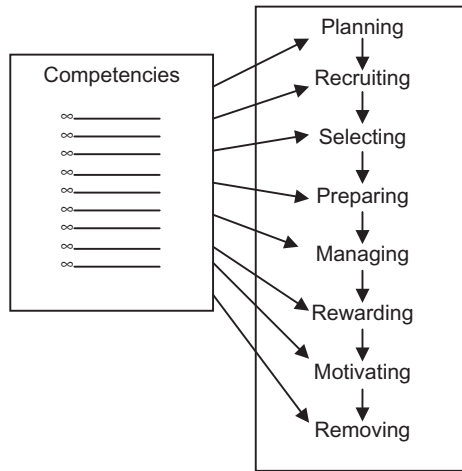 Planning
Competencies
Recruiting
∞
∞
Selecting
∞
∞
∞
Preparing
∞
∞
Managing
∞
∞
Rewarding
Motivating
Removing